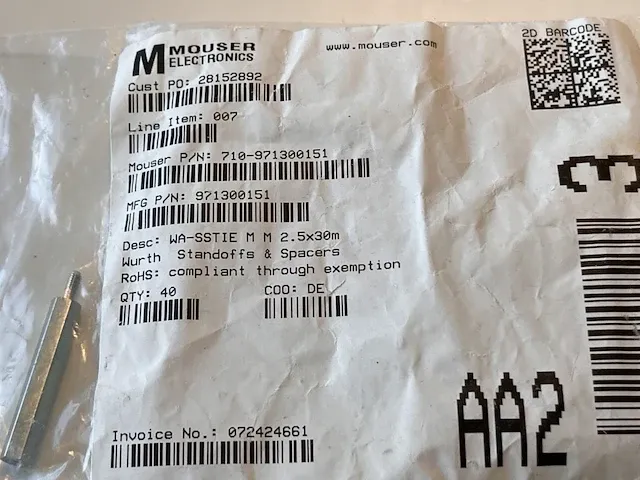 MOUSER
ELECTRONICS
www.mouser.com
2D BARCODE
Cust PO: 28152892
Line Item: 007
Mouser P/N: 710-971300151
MFG P/N: 971300151
Desc: WA-SSTIE M M 2.5x30m
Wurth Standoffs & Spacers
RoHS: compliant through exemption
QTY: 40 COO: DE
Invoice No.: 072424661
AA2
3